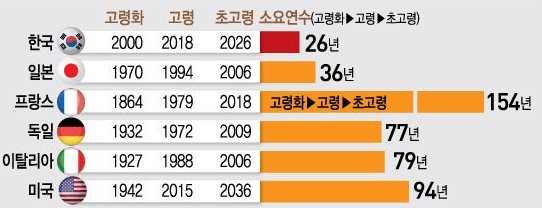 고령화 고령 초고령 소요연수(고령화▶고령▶초고령)
한국 2000 2018 2026 26년
일본 1970 1994 2006 36년
프랑스 1864 1979 2018 고령화▶고령▶초고령 154년
독일 1932 1972 2009 77년
이탈리아 1927 1988 2006 79년
미국 1942 2015 2036 94년